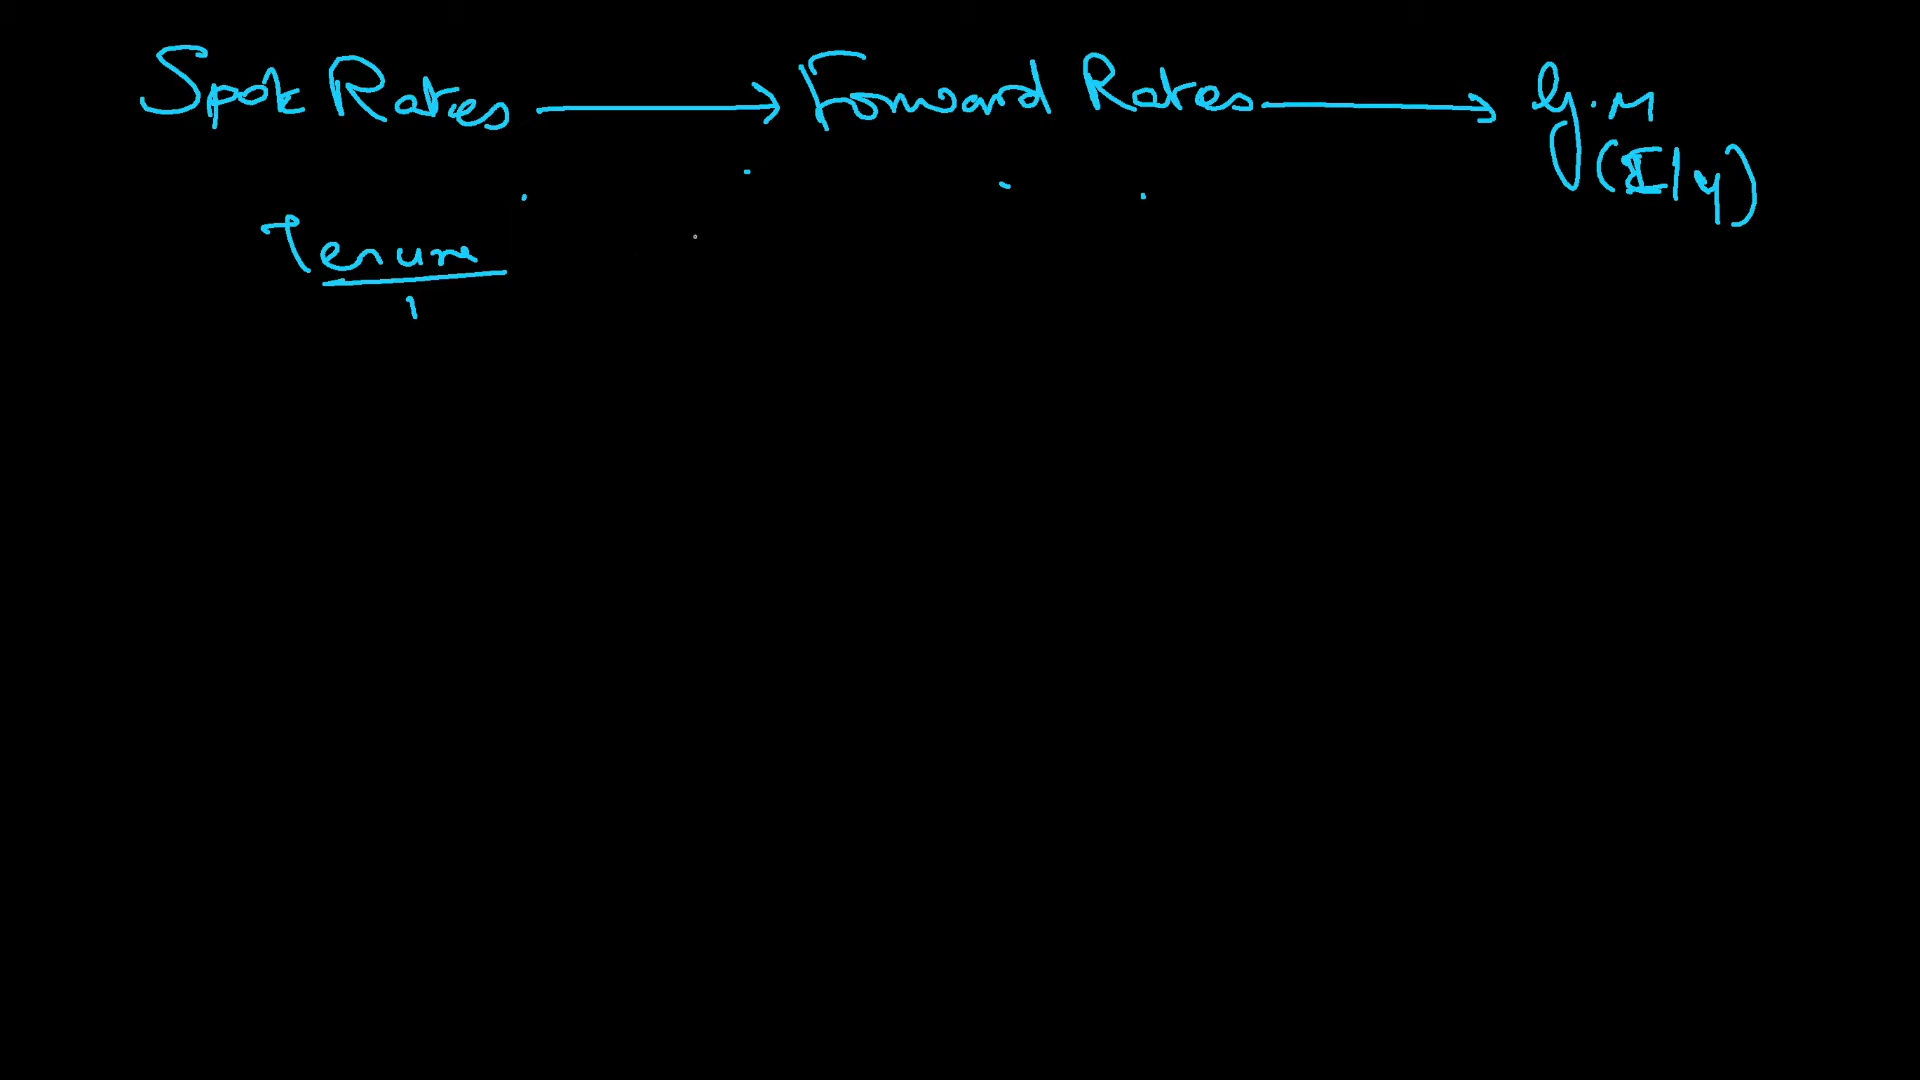 Spot Rates → Forward Rates → y.M
(I/y)
Tenure
1